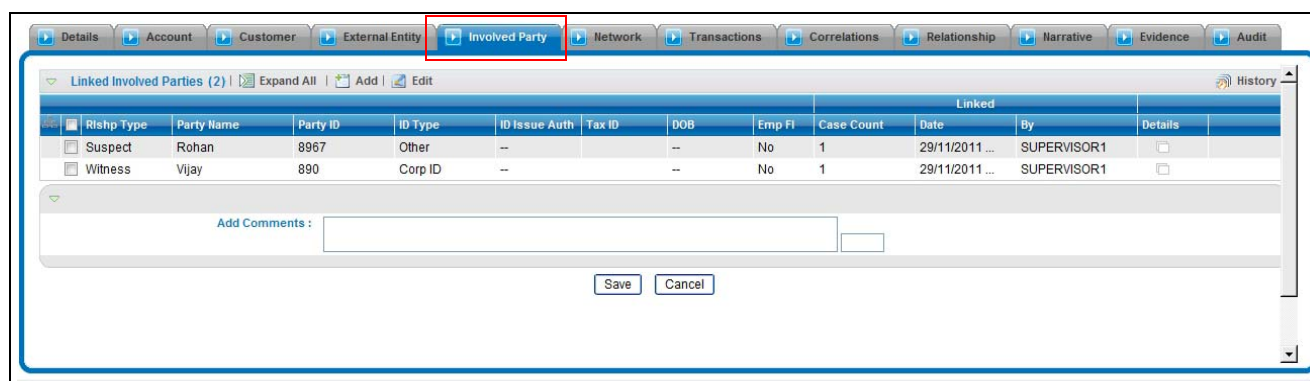 Details Account Customer External Entity Involved Party Network Transactions Correlations Relationship Narrative Evidence Audit
Linked Involved Parties (2) | Expand All | Add | Edit History
Linked
Rlshp Type Party Name Party ID ID Type ID Issue Auth Tax ID DOB Emp FI Case Count Date By Details
Suspect Rohan 8967 Other -- -- No 1 29/11/2011 ... SUPERVISOR1
Witness Vijay 890 Corp ID -- -- No 1 29/11/2011 ... SUPERVISOR1
Add Comments :
Save Cancel